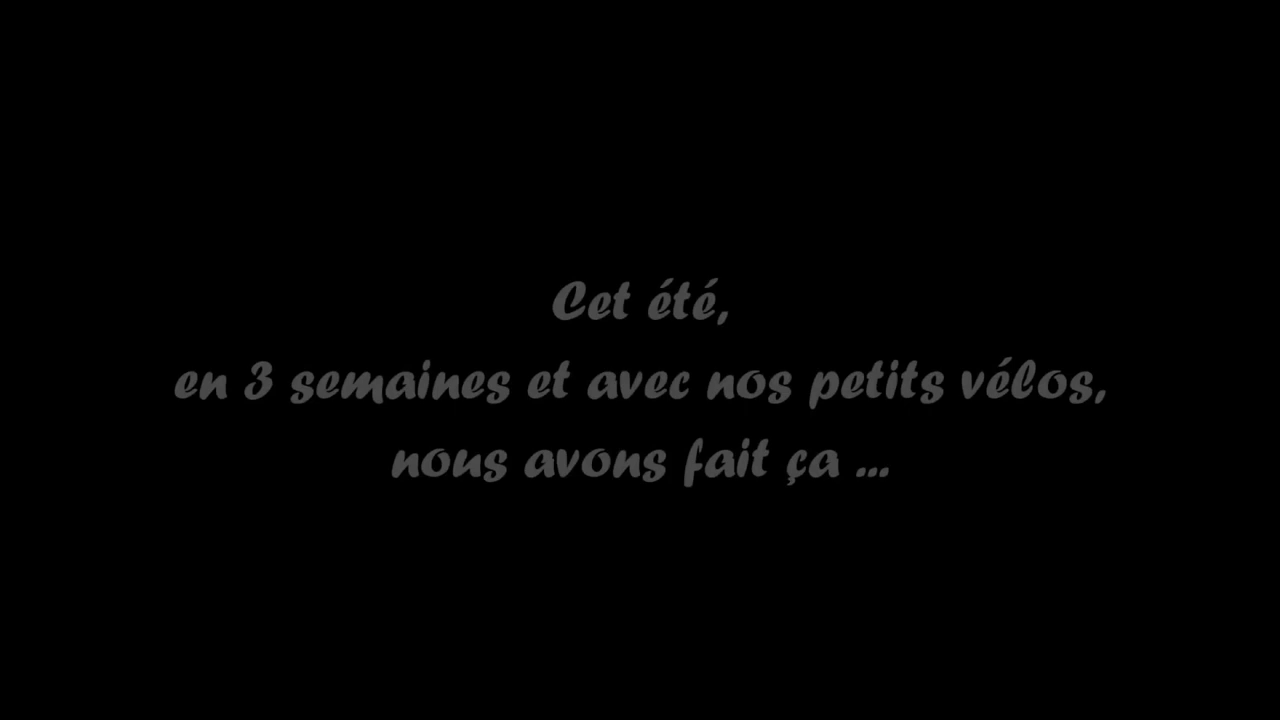 Cet été,
en 3 semaines et avec nos petits vélos,
nous avons fait ça ...